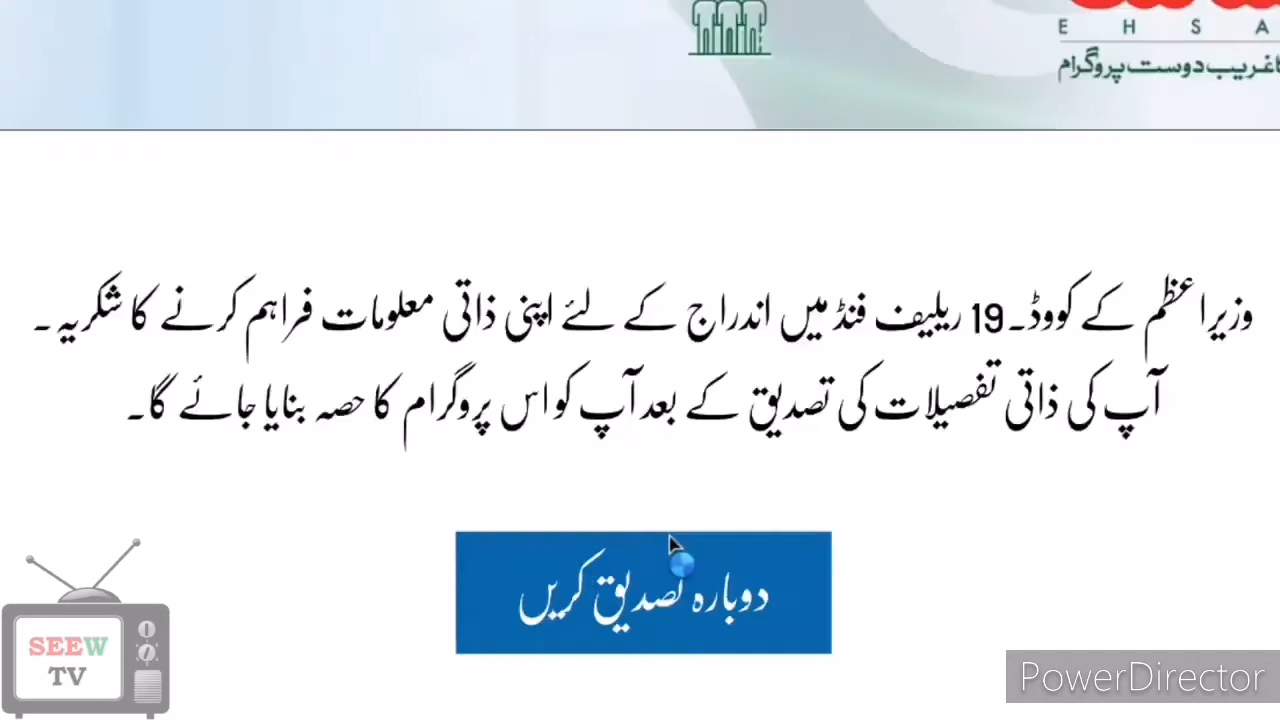 E H S A
غریب دوست پروگرام
وزیراعظم کے کووڈ۔19 ریلیف فنڈ میں اندراج کے لئے اپنی ذاتی معلومات فراہم کرنے کا شکریہ۔
آپ کی ذاتی تفصیلات کی تصدیق کے بعد آپ کو اس پروگرام کا حصہ بنایا جائے گا۔
دوبارہ تصدیق کریں
SEEW
TV
PowerDirector